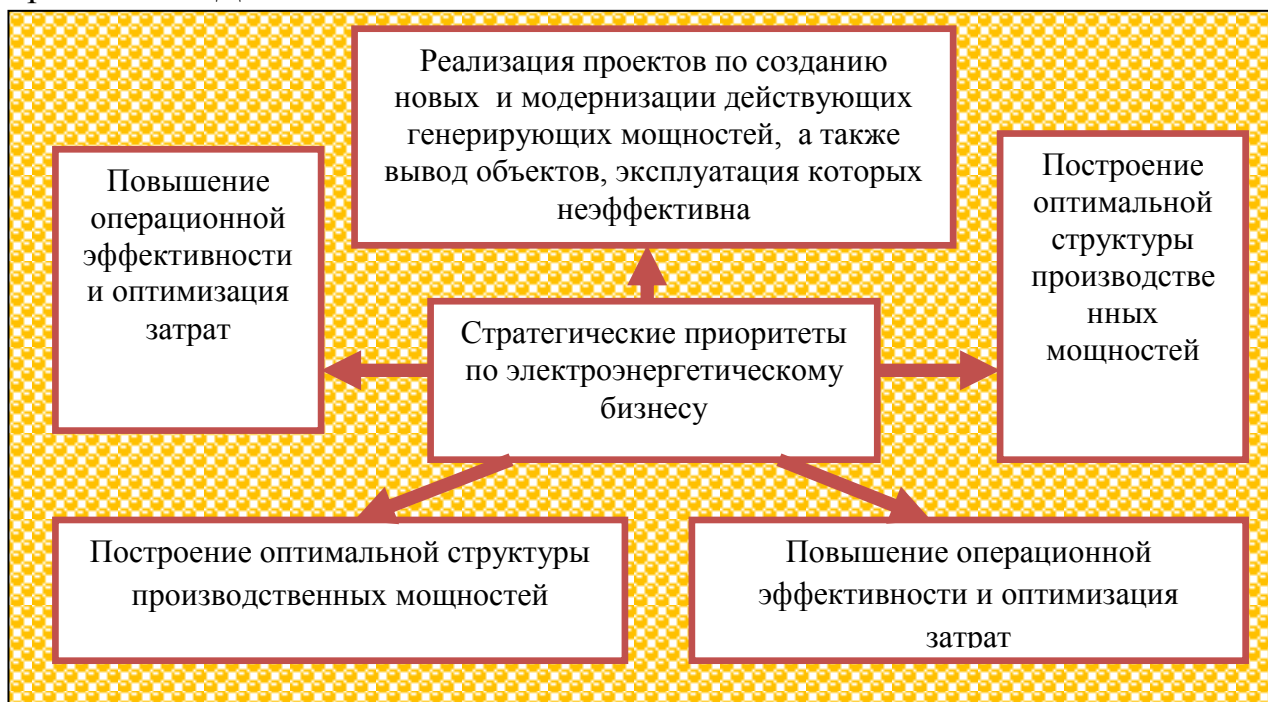 Реализация проектов по созданию
новых и модернизации действующих
генерирующих мощностей, а также
вывод объектов, эксплуатация которых
неэффективна
Повышение
операционной
эффективности
и оптимизация
затрат
Построение
оптимальной
структуры
производстве
нных
мощностей
Стратегические приоритеты
по электроэнергетическому
бизнесу
Построение оптимальной структуры
производственных мощностей
Повышение операционной
эффективности и оптимизация
затрат